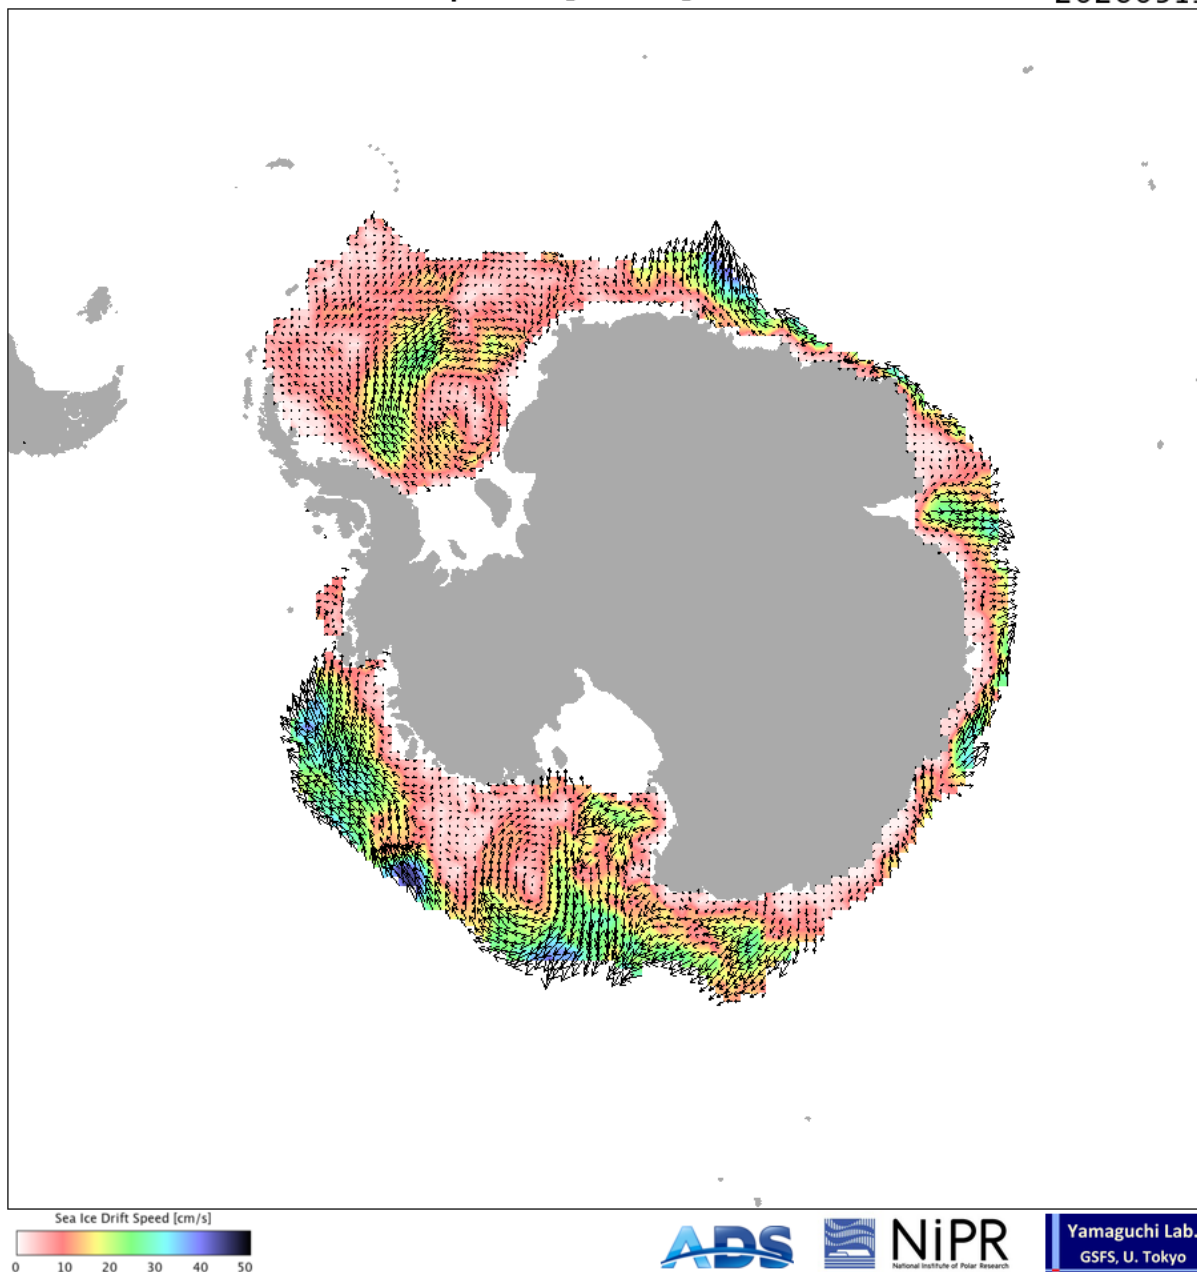 Sea Ice Drift Speed [cm/s]
0 10 20 30 40 50
ADS
NiPR
National Institute of Polar Research
Yamaguchi Lab.
GSFS, U. Tokyo